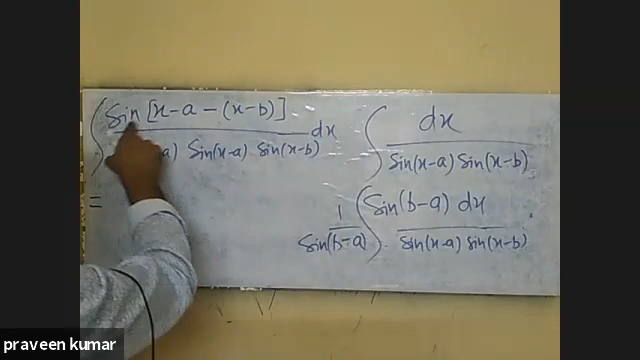 ∫ Sin[x-a-(x-b)] / a) Sin(x-a) Sin(x-b) dx
=
∫ dx / Sin(x-a) Sin(x-b)
1/Sin(b-a) ∫ Sin(b-a) dx / Sin(x-a) Sin(x-b)
praveen kumar